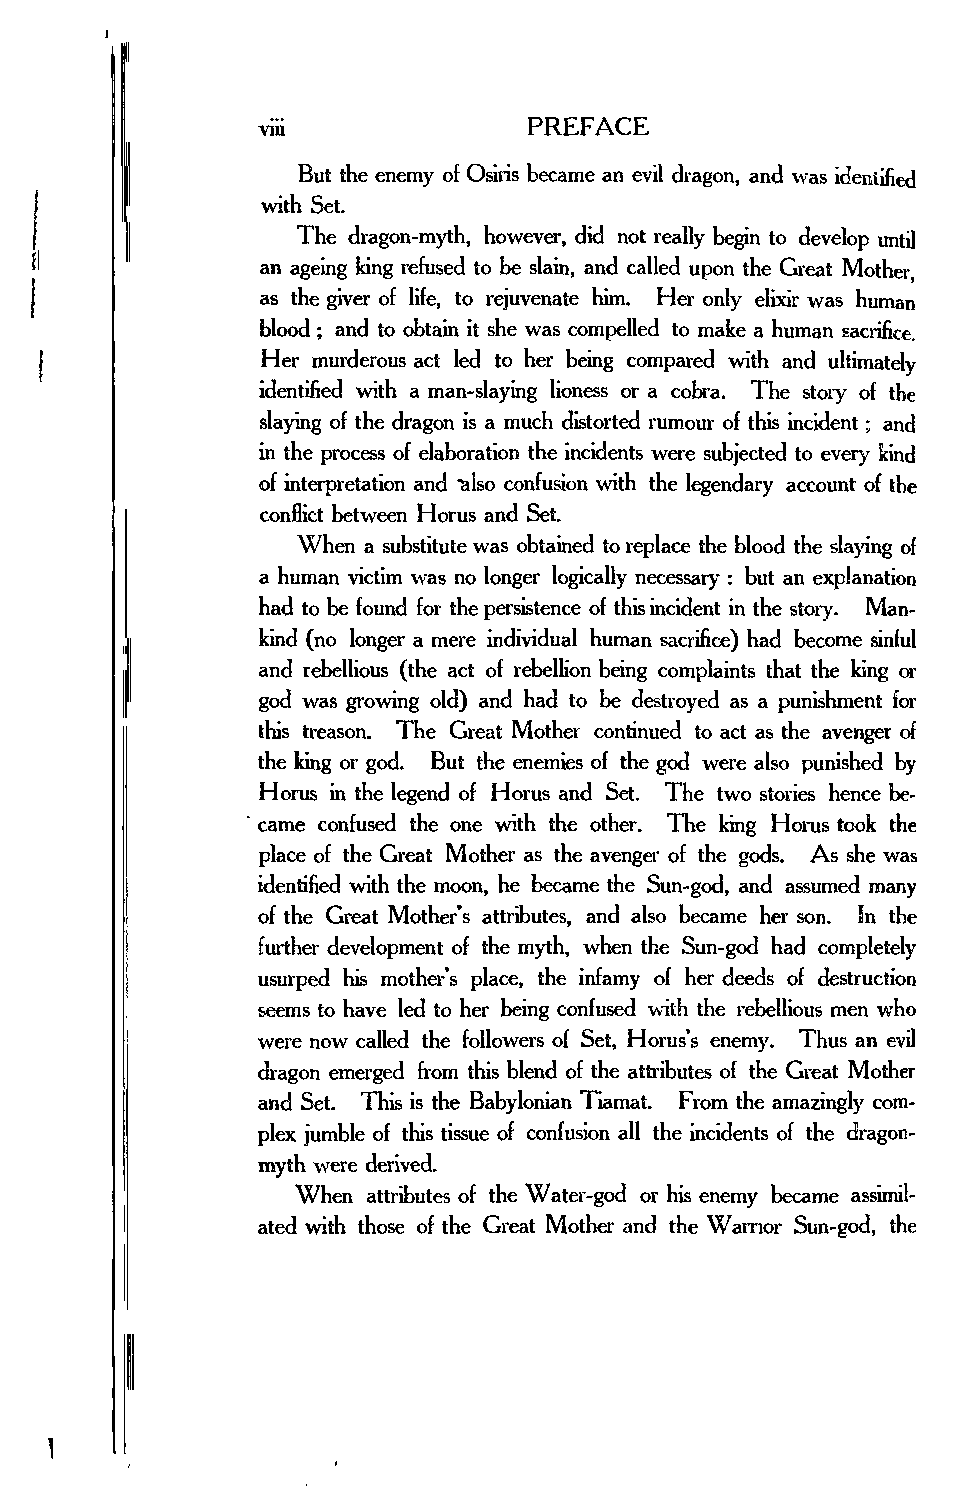 viii PREFACE
But the enemy of Osiris became an evil dragon, and was identified
with Set.
The dragon-myth, however, did not really begin to develop until
an ageing king refused to be slain, and called upon the Great Mother,
as the giver of life, to rejuvenate him. Her only elixir was human
blood ; and to obtain it she was compelled to make a human sacrifice.
Her murderous act led to her being compared with and ultimately
identified with a man-slaying lioness or a cobra. The story of the
slaying of the dragon is a much distorted rumour of this incident ; and
in the process of elaboration the incidents were subjected to every kind
of interpretation and also confusion with the legendary account of the
conflict between Horus and Set.
When a substitute was obtained to replace the blood the slaying of
a human victim was no longer logically necessary : but an explanation
had to be found for the persistence of this incident in the story. Man-
kind (no longer a mere individual human sacrifice) had become sinful
and rebellious (the act of rebellion being complaints that the king or
god was growing old) and had to be destroyed as a punishment for
this treason. The Great Mother continued to act as the avenger of
the king or god. But the enemies of the god were also punished by
Horus in the legend of Horus and Set. The two stories hence be-
came confused the one with the other. The king Horus took the
place of the Great Mother as the avenger of the gods. As she was
identified with the moon, he became the Sun-god, and assumed many
of the Great Mother's attributes, and also became her son. In the
further development of the myth, when the Sun-god had completely
usurped his mother's place, the infamy of her deeds of destruction
seems to have led to her being confused with the rebellious men who
were now called the followers of Set, Horus's enemy. Thus an evil
dragon emerged from this blend of the attributes of the Great Mother
and Set. This is the Babylonian Tiamat. From the amazingly com-
plex jumble of this tissue of confusion all the incidents of the dragon-
myth were derived.
When attributes of the Water-god or his enemy became assimil-
ated with those of the Great Mother and the Warrior Sun-god, the